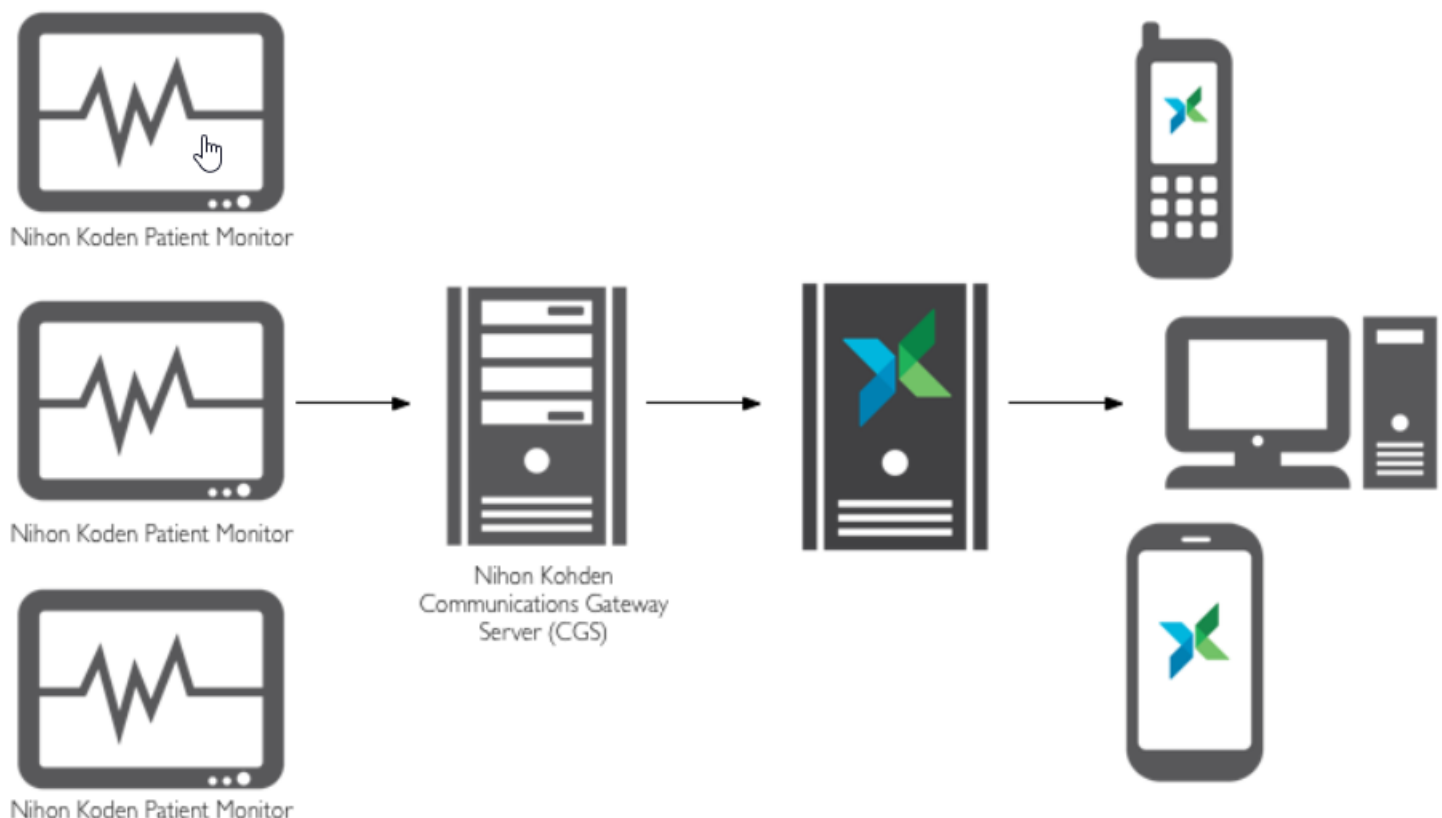 Nihon Koden Patient Monitor
Nihon Koden Patient Monitor
Nihon Kohden
Communications Gateway
Server (CGS)
Nihon Koden Patient Monitor